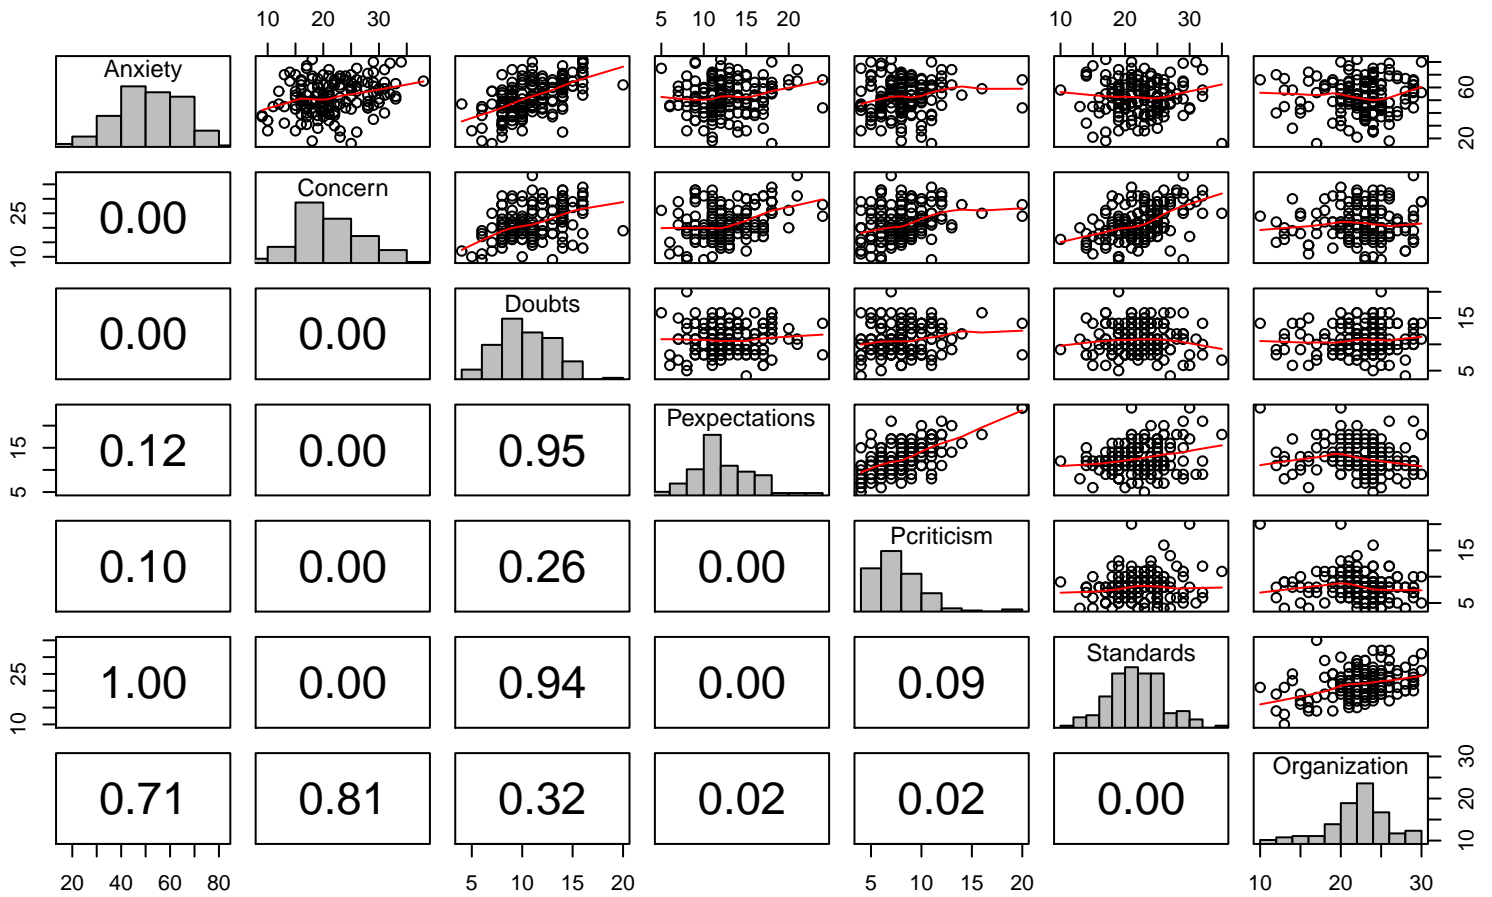 10 20 30 5 10 15 20 10 20 30
Anxiety
20 60
10 25
0.00
Concern
0.00 0.00
Doubts
5 15
5 15
0.12 0.00 0.95
Pexpectations
0.10 0.00 0.26 0.00
Pcriticism
5 15
10 25
1.00 0.00 0.94 0.00 0.09
Standards
0.71 0.81 0.32 0.02 0.02 0.00
Organization
10 20 30
20 40 60 80 5 10 15 20 5 10 15 20 10 20 30